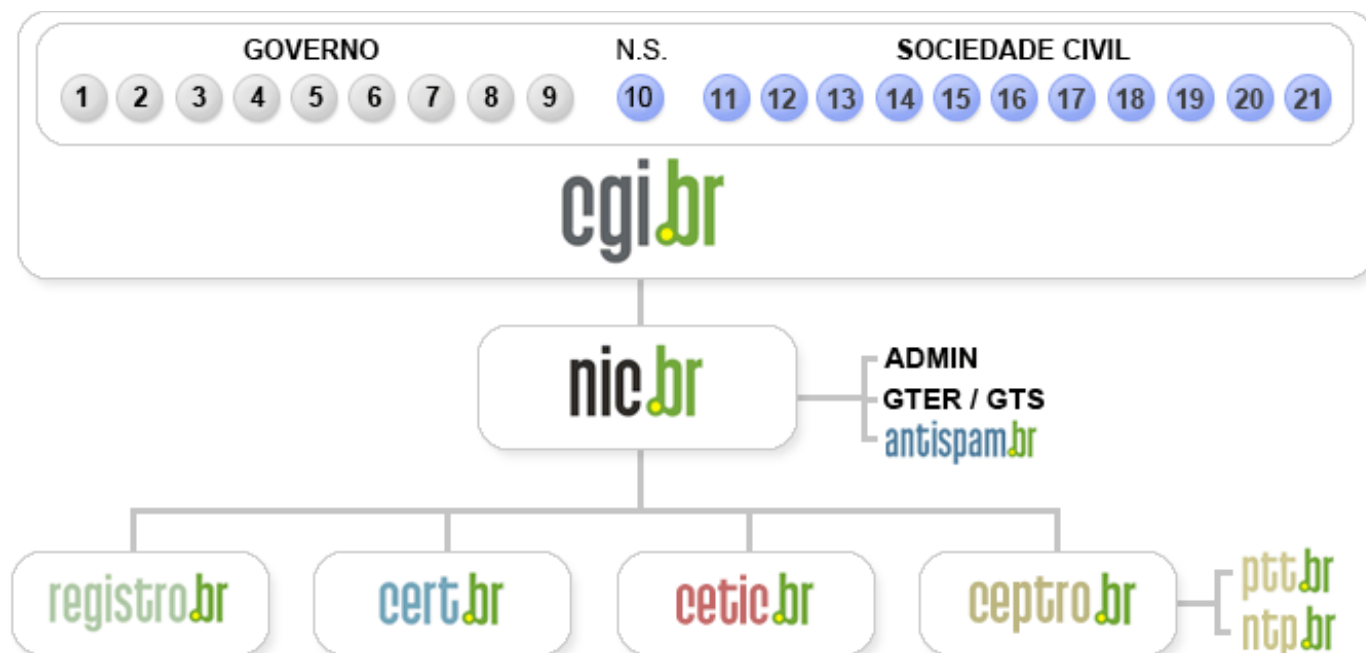 GOVERNO N.S. SOCIEDADE CIVIL
1 2 3 4 5 6 7 8 9 10 11 12 13 14 15 16 17 18 19 20 21
cgi.br
nic.br
ADMIN
GTER / GTS
antispam.br
registro.br cert.br cetic.br ceptro.br
ptt.br
ntp.br